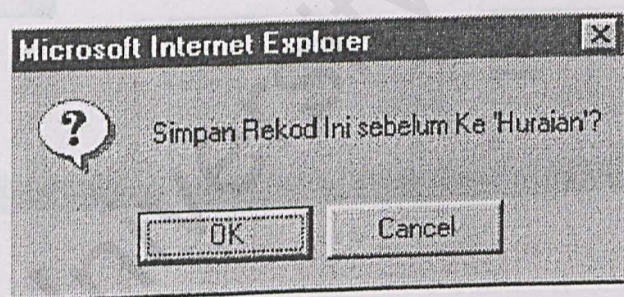 Microsoft Internet Explorer
Simpan Rekod Ini sebelum Ke 'Huraian'?
OK
Cancel